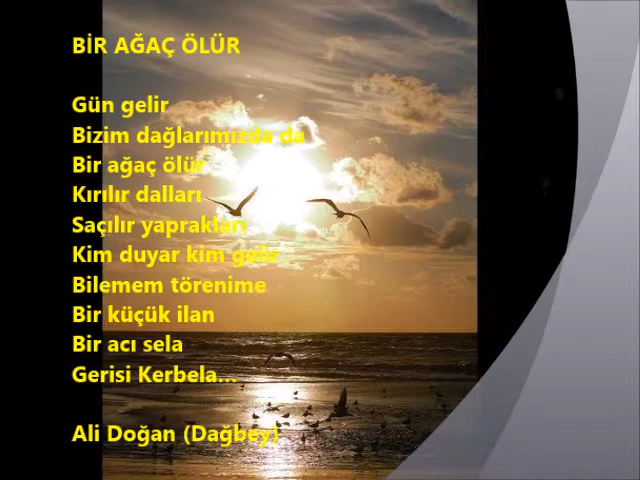 BİR AĞAÇ ÖLÜR
Gün gelir
Bizim dağlarımızda da
Bir ağaç ölür
Kırılır dalları
Saçılır yaprakları
Kim duyar kim gelir
Bilemem törenime
Bir küçük ilan
Bir acı sela
Gerisi Kerbela...
Ali Doğan (Dağbey)